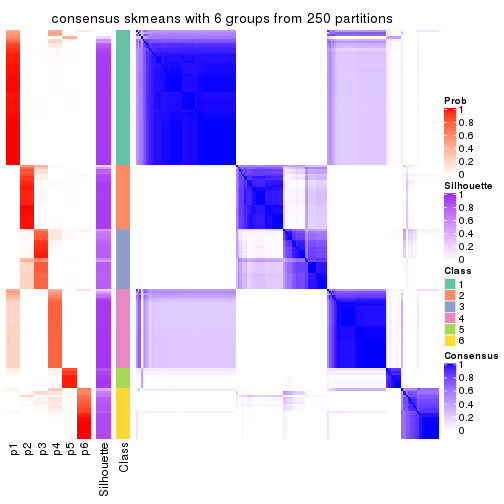 consensus skmeans with 6 groups from 250 partitions
Prob
1
0.8
0.6
0.4
0.2
0
Silhouette
1
0.8
0.6
0.4
0.2
0
Class
1
2
3
4
5
6
Consensus
1
0.8
0.6
0.4
0.2
0
p1
p2
p3
p4
p5
p6
Silhouette
Class